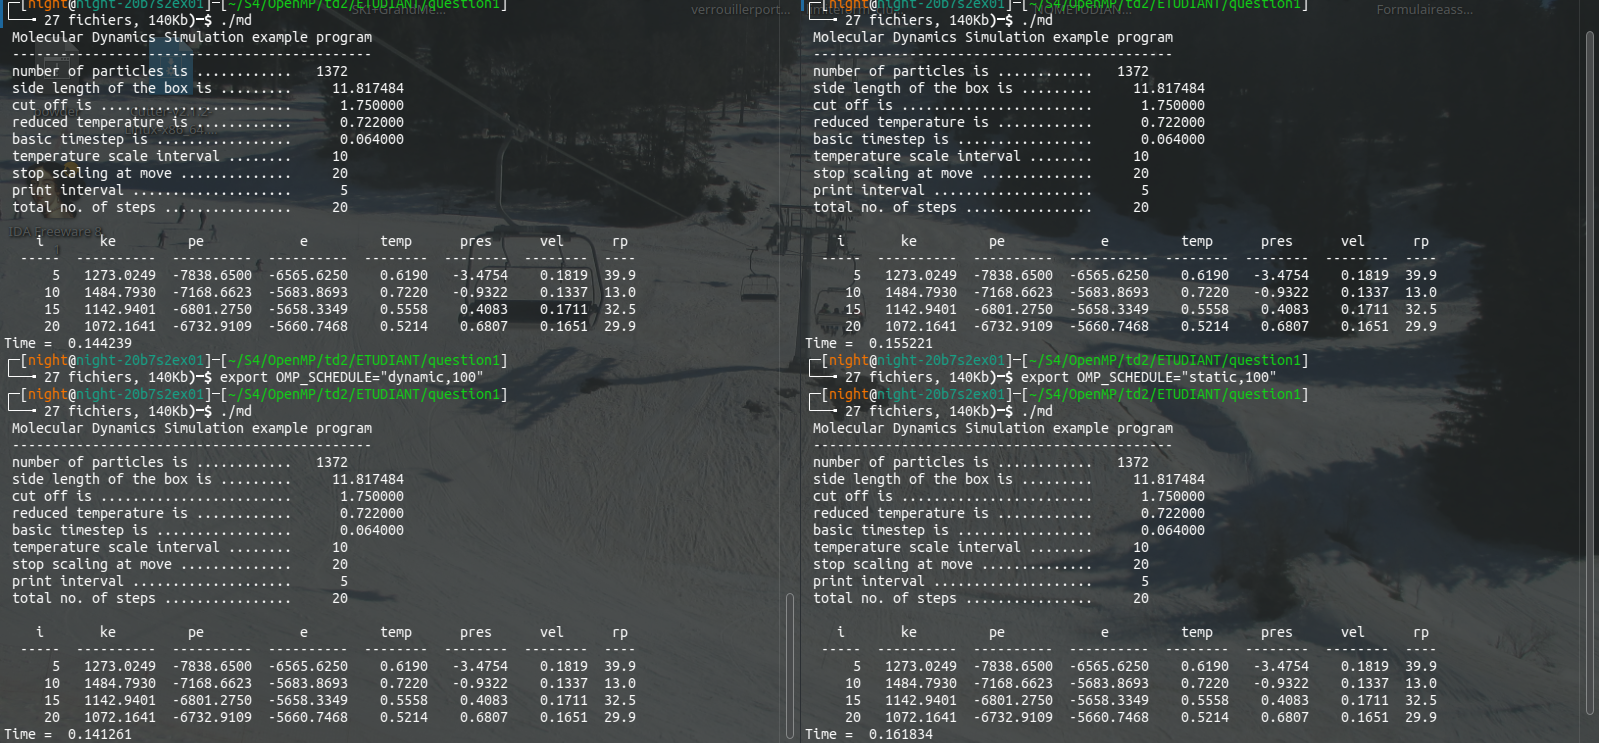 ┌─[night@night-20b7s2ex01]─[~/S4/OpenMP/td2/ETUDIANT/question1]
└──╼ 27 fichiers, 140Kb)─$ ./md
Molecular Dynamics Simulation example program
---------------------------------------------
number of particles is ............   1372
side length of the box is .........     11.817484
cut off is ........................      1.750000
reduced temperature is ............      0.722000
basic timestep is .................      0.064000
temperature scale interval ........     10
stop scaling at move ..............     20
print interval ....................      5
total no. of steps ................     20
IDA Freeware 8
i       ke         pe            e         temp      pres      vel      rp
-----  ----------  ----------  ----------  --------  --------  --------  ----
5   1273.0249  -7838.6500  -6565.6250   0.6190   -3.4754    0.1819  39.9
10   1484.7930  -7168.6623  -5683.8693   0.7220   -0.9322    0.1337  13.0
15   1142.9401  -6801.2750  -5658.3349   0.5558    0.4083    0.1711  32.5
20   1072.1641  -6732.9109  -5660.7468   0.5214    0.6807    0.1651  29.9
Time =  0.144239
┌─[night@night-20b7s2ex01]─[~/S4/OpenMP/td2/ETUDIANT/question1]
└──╼ 27 fichiers, 140Kb)─$ export OMP_SCHEDULE="dynamic,100"
┌─[night@night-20b7s2ex01]─[~/S4/OpenMP/td2/ETUDIANT/question1]
└──╼ 27 fichiers, 140Kb)─$ ./md
Molecular Dynamics Simulation example program
---------------------------------------------
number of particles is ............   1372
side length of the box is .........     11.817484
cut off is ........................      1.750000
reduced temperature is ............      0.722000
basic timestep is .................      0.064000
temperature scale interval ........     10
stop scaling at move ..............     20
print interval ....................      5
total no. of steps ................     20
i       ke         pe            e         temp      pres      vel      rp
-----  ----------  ----------  ----------  --------  --------  --------  ----
5   1273.0249  -7838.6500  -6565.6250   0.6190   -3.4754    0.1819  39.9
10   1484.7930  -7168.6623  -5683.8693   0.7220   -0.9322    0.1337  13.0
15   1142.9401  -6801.2750  -5658.3349   0.5558    0.4083    0.1711  32.5
20   1072.1641  -6732.9109  -5660.7468   0.5214    0.6807    0.1651  29.9
Time =  0.141261
verrouillerport...
Formulaireass...
┌─[night@night-20b7s2ex01]─[~/S4/OpenMP/td2/ETUDIANT/question1]
└──╼ 27 fichiers, 140Kb)─$ ./md
Molecular Dynamics Simulation example program
---------------------------------------------
number of particles is ............   1372
side length of the box is .........     11.817484
cut off is ........................      1.750000
reduced temperature is ............      0.722000
basic timestep is .................      0.064000
temperature scale interval ........     10
stop scaling at move ..............     20
print interval ....................      5
total no. of steps ................     20
i       ke         pe            e         temp      pres      vel      rp
-----  ----------  ----------  ----------  --------  --------  --------  ----
5   1273.0249  -7838.6500  -6565.6250   0.6190   -3.4754    0.1819  39.9
10   1484.7930  -7168.6623  -5683.8693   0.7220   -0.9322    0.1337  13.0
15   1142.9401  -6801.2750  -5658.3349   0.5558    0.4083    0.1711  32.5
20   1072.1641  -6732.9109  -5660.7468   0.5214    0.6807    0.1651  29.9
Time =  0.155221
┌─[night@night-20b7s2ex01]─[~/S4/OpenMP/td2/ETUDIANT/question1]
└──╼ 27 fichiers, 140Kb)─$ export OMP_SCHEDULE="static,100"
┌─[night@night-20b7s2ex01]─[~/S4/OpenMP/td2/ETUDIANT/question1]
└──╼ 27 fichiers, 140Kb)─$ ./md
Molecular Dynamics Simulation example program
---------------------------------------------
number of particles is ............   1372
side length of the box is .........     11.817484
cut off is ........................      1.750000
reduced temperature is ............      0.722000
basic timestep is .................      0.064000
temperature scale interval ........     10
stop scaling at move ..............     20
print interval ....................      5
total no. of steps ................     20
i       ke         pe            e         temp      pres      vel      rp
-----  ----------  ----------  ----------  --------  --------  --------  ----
5   1273.0249  -7838.6500  -6565.6250   0.6190   -3.4754    0.1819  39.9
10   1484.7930  -7168.6623  -5683.8693   0.7220   -0.9322    0.1337  13.0
15   1142.9401  -6801.2750  -5658.3349   0.5558    0.4083    0.1711  32.5
20   1072.1641  -6732.9109  -5660.7468   0.5214    0.6807    0.1651  29.9
Time =  0.161834